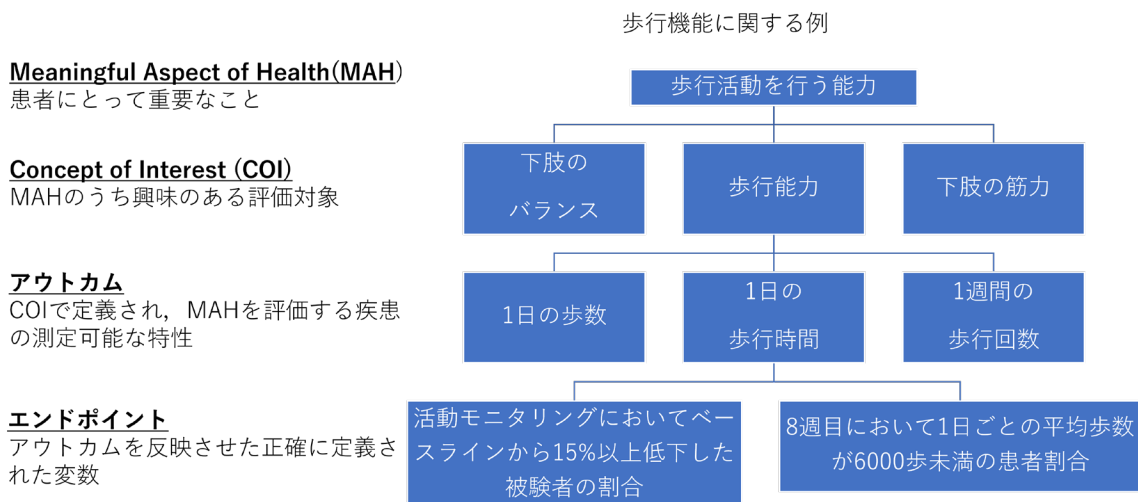 歩行機能に関する例
Meaningful Aspect of Health(MAH)
患者にとって重要なこと
歩行活動を行う能力
Concept of Interest (COI)
MAHのうち興味のある評価対象
下肢の
バランス
歩行能力
下肢の筋力
アウトカム
COIで定義され，MAHを評価する疾患
の測定可能な特性
1日の歩数
1日の
歩行時間
1週間の
歩行回数
エンドポイント
アウトカムを反映させた正確に定義さ
れた変数
活動モニタリングにおいてベー
スラインから15%以上低下した
被験者の割合
8週目において1日ごとの平均歩数
が6000歩未満の患者割合